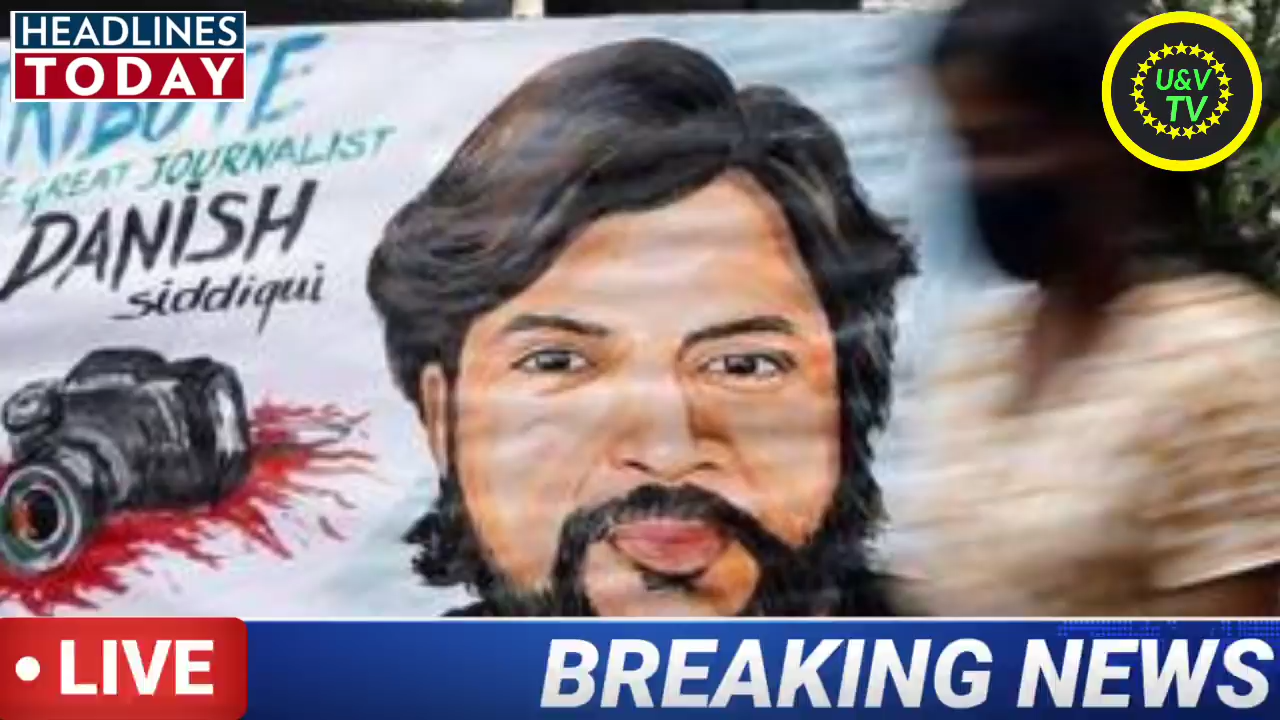 HEADLINES
TODAY
U&V
TV
GREAT JOURNALIST
DANISH
siddiqui
LIVE
BREAKING NEWS